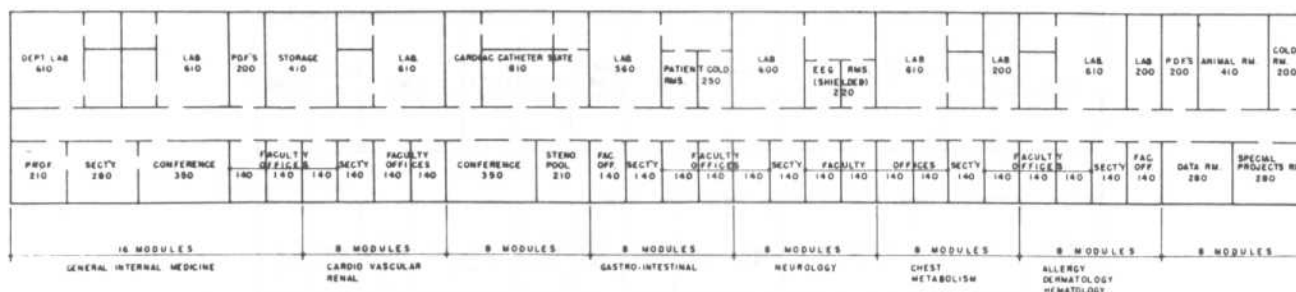 DEPT LAB
610
LAB
610
PDF'S
200
STORAGE
410
LAB
610
CARDIAC CATHETER SUITE
810
LAB
560
PATIENT
RMS.
COLD
250
LAB
600
EEG RMS.
(SHIELDED)
220
LAB
610
LAB
200
LAB
610
LAB
200
PDF'S
200
ANIMAL RM.
410
COLD
RM.
200
PROF.
210
SECT'Y
280
CONFERENCE
350
FACULTY
OFFICES
140 140 140
SECT'Y
140
FACULTY
OFFICES
140 140
CONFERENCE
350
STENO
POOL
210
FAC.
OFF.
140
SECT'Y
140
FACULTY
OFFICES
140 140 140
SECT'Y
140
FACULTY
140 140
OFFICES
140 140
SECT'Y
140
FACULTY
OFFICES
140 140 140
SECT'Y
140
FAC.
OFF.
140
DATA RM.
280
SPECIAL
PROJECTS
280
16 MODULES
8 MODULES
8 MODULES
8 MODULES
8 MODULES
8 MODULES
8 MODULES
8 MODULES
GENERAL INTERNAL MEDICINE
CARDIO VASCULAR
RENAL
GASTRO-INTESTINAL
NEUROLOGY
CHEST
METABOLISM
ALLERGY
DERMATOLOGY
HEMATOLOGY